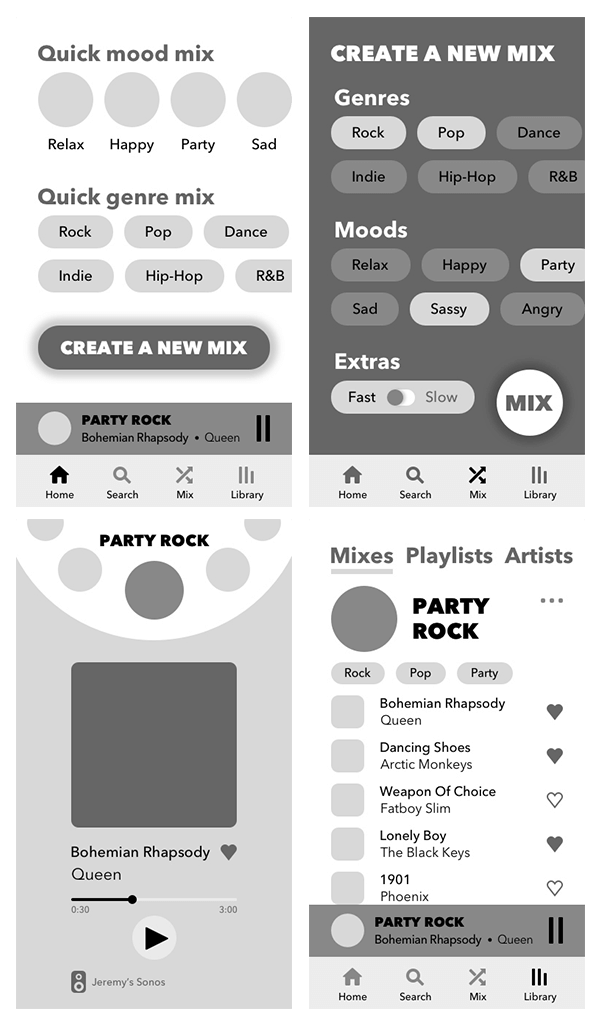 Quick mood mix
Relax Happy Party Sad
Quick genre mix
Rock Pop Dance
Indie Hip-Hop R&B
CREATE A NEW MIX
PARTY ROCK
Bohemian Rhapsody • Queen
Home Search Mix Library
CREATE A NEW MIX
Genres
Rock Pop Dance
Indie Hip-Hop R&B
Moods
Relax Happy Party
Sad Sassy Angry
Extras
Fast Slow
MIX
Home Search Mix Library
PARTY ROCK
Bohemian Rhapsody
Queen
0:30 3:00
Jeremy's Sonos
Mixes Playlists Artists
PARTY
ROCK
Rock Pop Party
Bohemian Rhapsody
Queen
Dancing Shoes
Arctic Monkeys
Weapon Of Choice
Fatboy Slim
Lonely Boy
The Black Keys
1901
Phoenix
PARTY ROCK
Bohemian Rhapsody • Queen
Home Search Mix Library